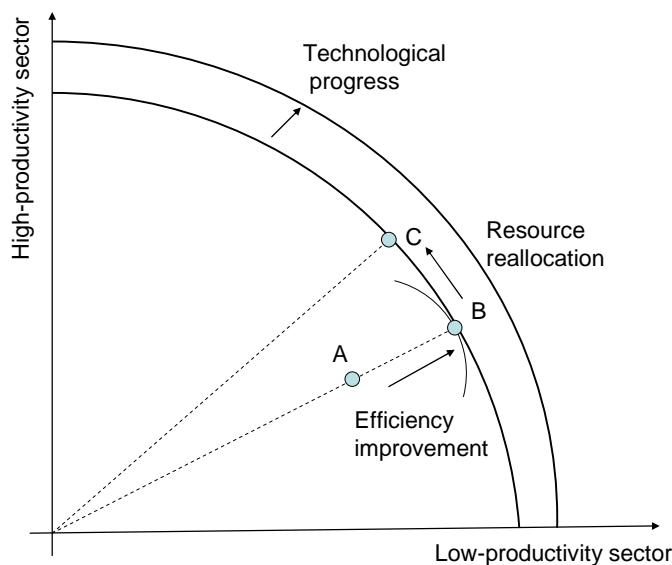 High-productivity sector
Technological
progress
Resource
reallocation
C
B
A
Efficiency
improvement
Low-productivity sector